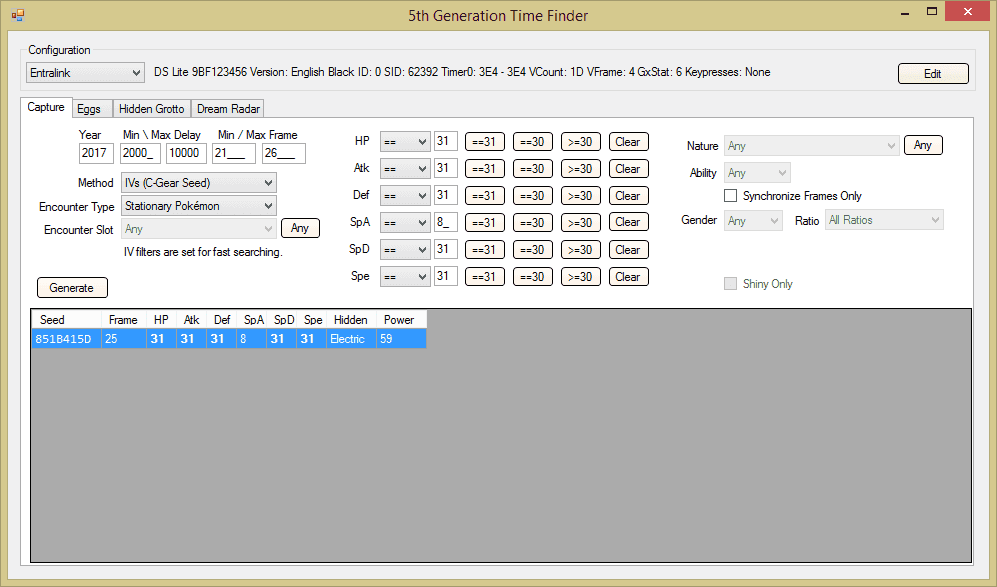 5th Generation Time Finder
Configuration
Entralink DS Lite 9BF123456 Version: English Black ID: 0 SID: 62392 Timer0: 3E4 - 3E4 VCount: 1D VFrame: 4 GxStat: 6 Keypresses: None Edit
Capture Eggs Hidden Grotto Dream Radar
Year Min \ Max Delay Min / Max Frame
2017 2000_ 10000 21___ 26___
Method IVs (C-Gear Seed)
Encounter Type Stationary Pokémon
Encounter Slot Any Any
IV filters are set for fast searching.
Generate
HP == 31 ==31 ==30 >=30 Clear
Atk == 31 ==31 ==30 >=30 Clear
Def == 31 ==31 ==30 >=30 Clear
SpA == 8_ ==31 ==30 >=30 Clear
SpD == 31 ==31 ==30 >=30 Clear
Spe == 31 ==31 ==30 >=30 Clear
Nature Any Any
Ability Any
Synchronize Frames Only
Gender Any Ratio All Ratios
Shiny Only
Seed Frame HP Atk Def SpA SpD Spe Hidden Power
851B415D 25 31 31 31 8 31 31 Electric 59